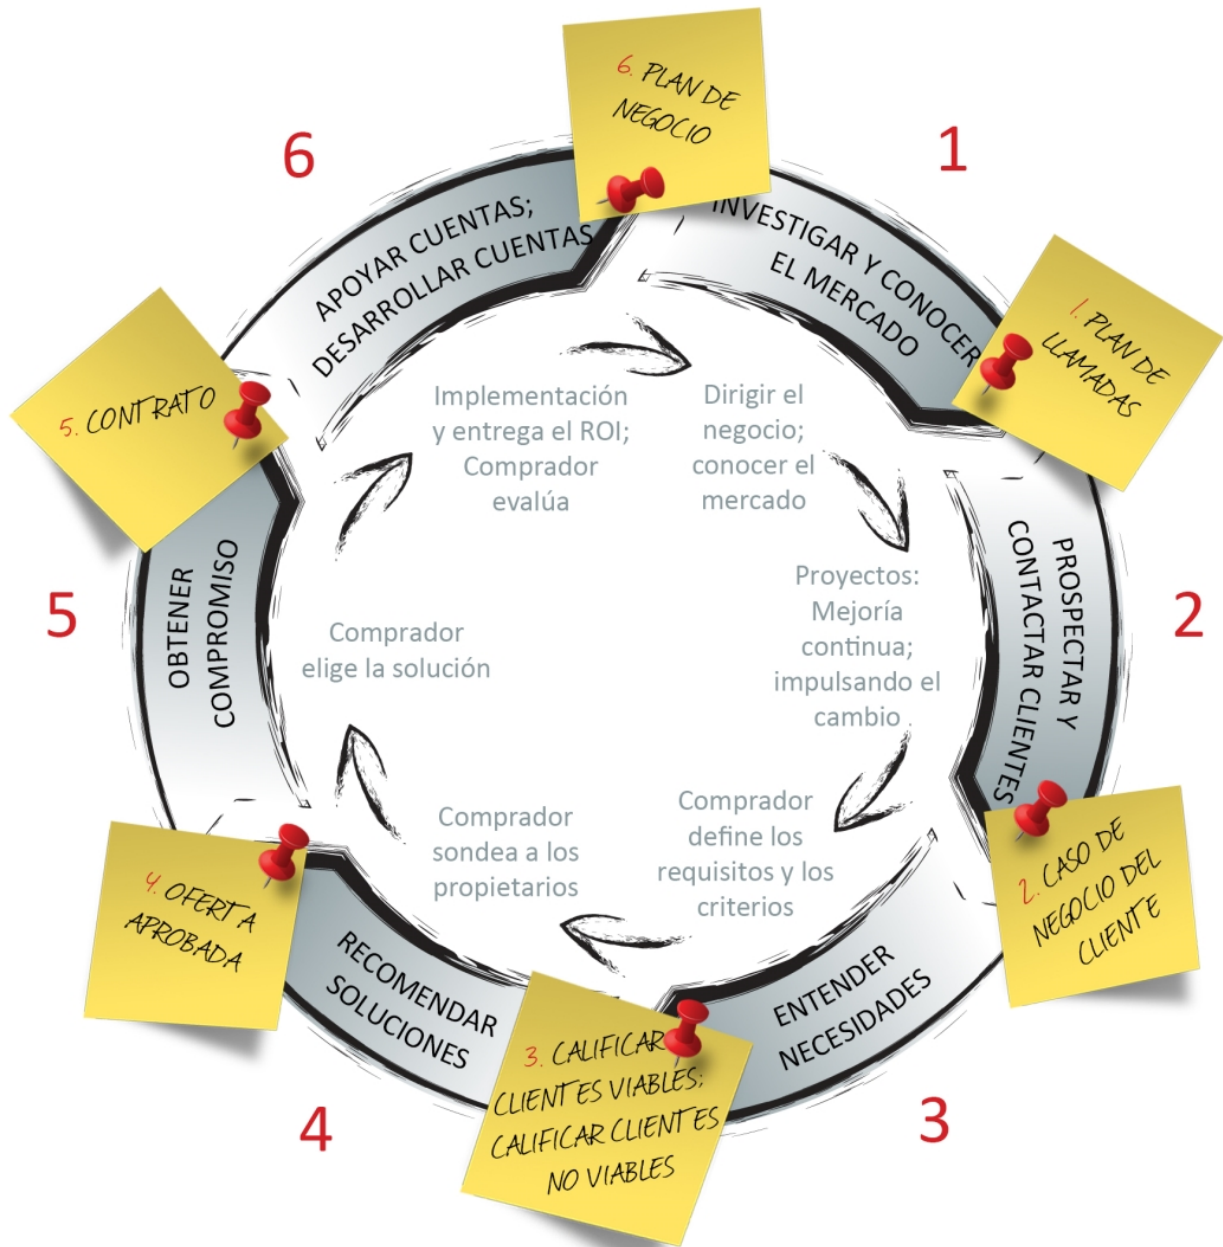 6. PLAN DE
NEGOCIO
1
INVESTIGAR Y CONOCER
EL MERCADO
1. PLAN DE
LLAMADAS
2
PROSPECTAR Y
CONTACTAR CLIENTES
2. CASO DE
NEGOCIO DEL
CLIENTE
3
ENTENDER
NECESIDADES
3. CALIFICAR
CLIENTES VIABLES;
CALIFICAR CLIENTES
NO VIABLES
4
RECOMENDAR
SOLUCIONES
4. OFERTA
APROBADA
5
OBTENER
COMPROMISO
5. CONTRATO
6
APOYAR CUENTAS;
DESARROLLAR CUENTAS
Implementación
y entrega el ROI;
Comprador
evalúa
Dirigir el
negocio;
conocer el
mercado
Proyectos:
Mejoría
continua;
impulsando el
cambio
Comprador
define los
requisitos y los
criterios
Comprador
sondea a los
propietarios
Comprador
elige la solución